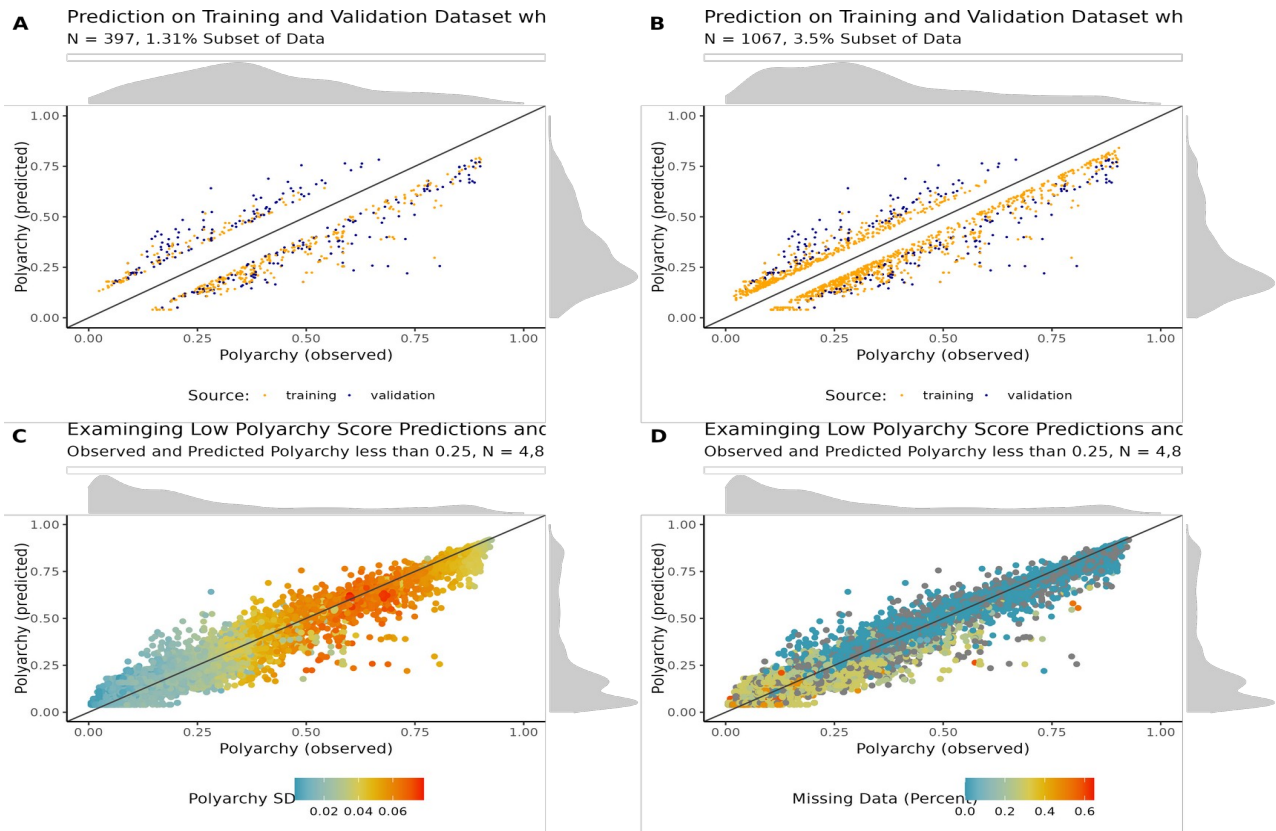 A
Prediction on Training and Validation Dataset wh
N = 397, 1.31% Subset of Data
1.00
0.75
0.50
0.25
0.00
Polyarchy (predicted)
0.00 0.25 0.50 0.75 1.00
Polyarchy (observed)
Source: training validation
B
Prediction on Training and Validation Dataset wh
N = 1067, 3.5% Subset of Data
1.00
0.75
0.50
0.25
0.00
Polyarchy (predicted)
0.00 0.25 0.50 0.75 1.00
Polyarchy (observed)
Source: training validation
C
Examinging Low Polyarchy Score Predictions and
Observed and Predicted Polyarchy less than 0.25, N = 4,8
1.00
0.75
0.50
0.25
0.00
Polyarchy (predicted)
0.00 0.25 0.50 0.75 1.00
Polyarchy (observed)
Polyarchy SD
0.02 0.04 0.06
D
Examinging Low Polyarchy Score Predictions and
Observed and Predicted Polyarchy less than 0.25, N = 4,8
1.00
0.75
0.50
0.25
0.00
Polyarchy (predicted)
0.00 0.25 0.50 0.75 1.00
Polyarchy (observed)
Missing Data (Percent)
0.0 0.2 0.4 0.6